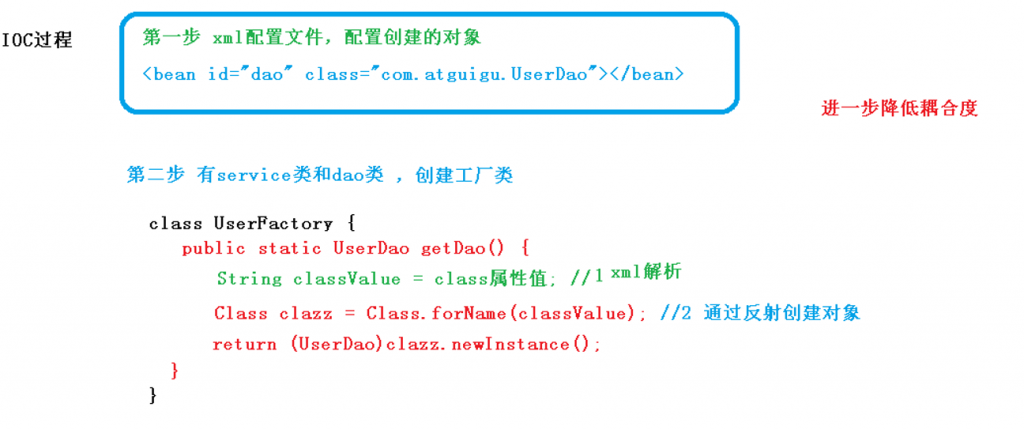 IOC过程
第一步 xml配置文件，配置创建的对象
<bean id="dao" class="com.atguigu.UserDao"></bean>
进一步降低耦合度
第二步 有service类和dao类 ，创建工厂类
class UserFactory {
public static UserDao getDao() {
String classValue = class属性值; //1 xml解析
Class clazz = Class.forName(classValue); //2 通过反射创建对象
return (UserDao)clazz.newInstance();
}
}